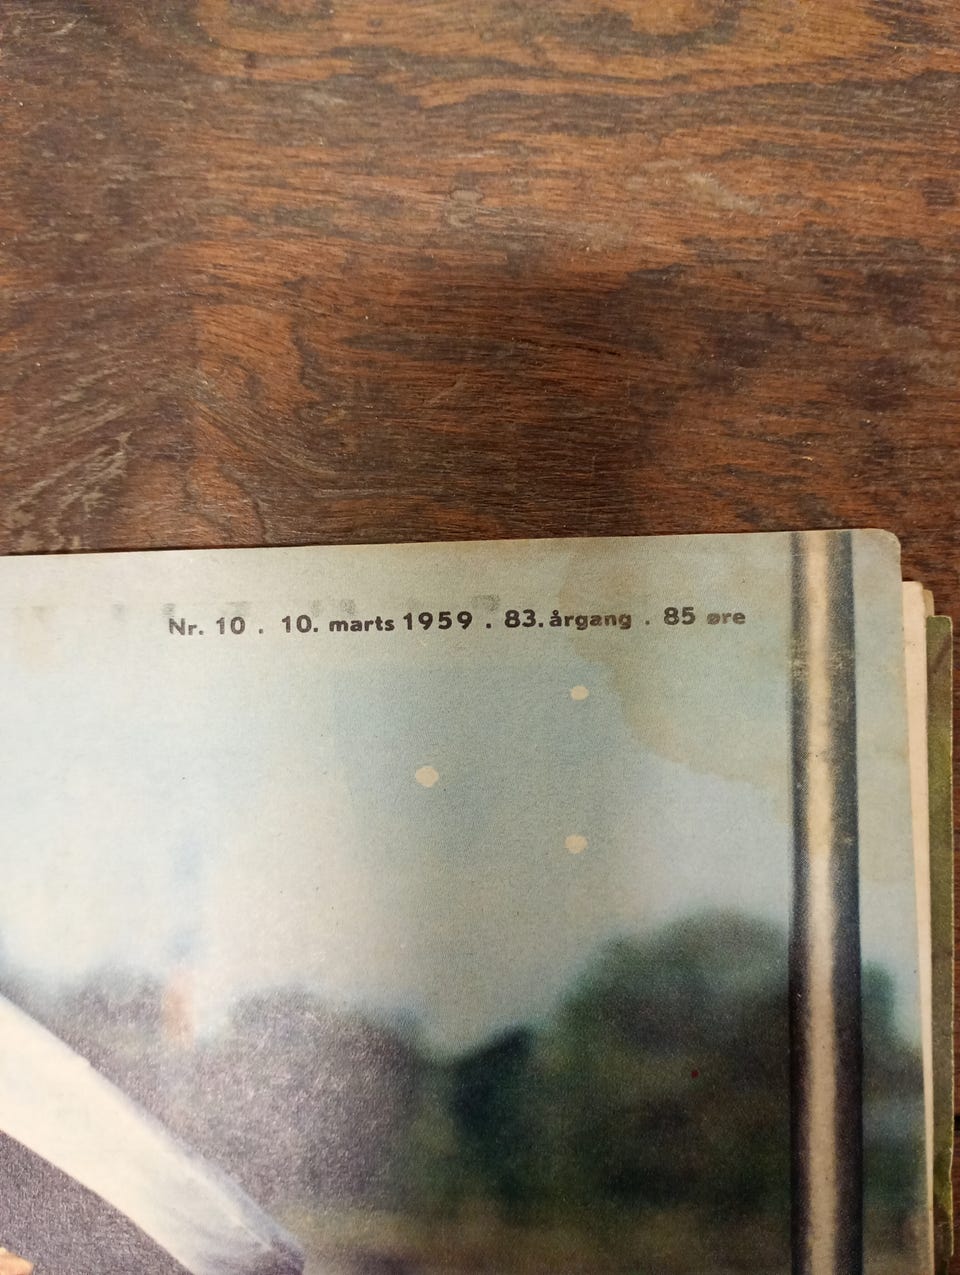 Nr. 10 . 10. marts 1959 . 83. årgang . 85 øre